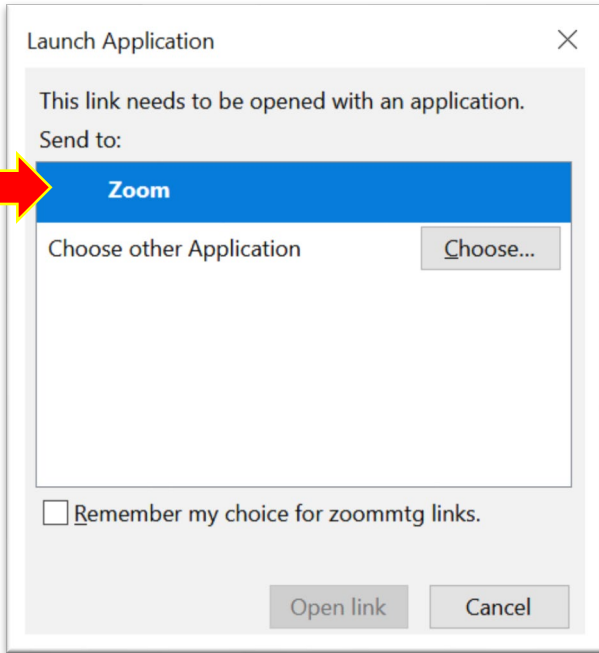 Launch Application
This link needs to be opened with an application.
Send to:
Zoom
Choose other Application
Choose...
Remember my choice for zoommtg links.
Open link
Cancel